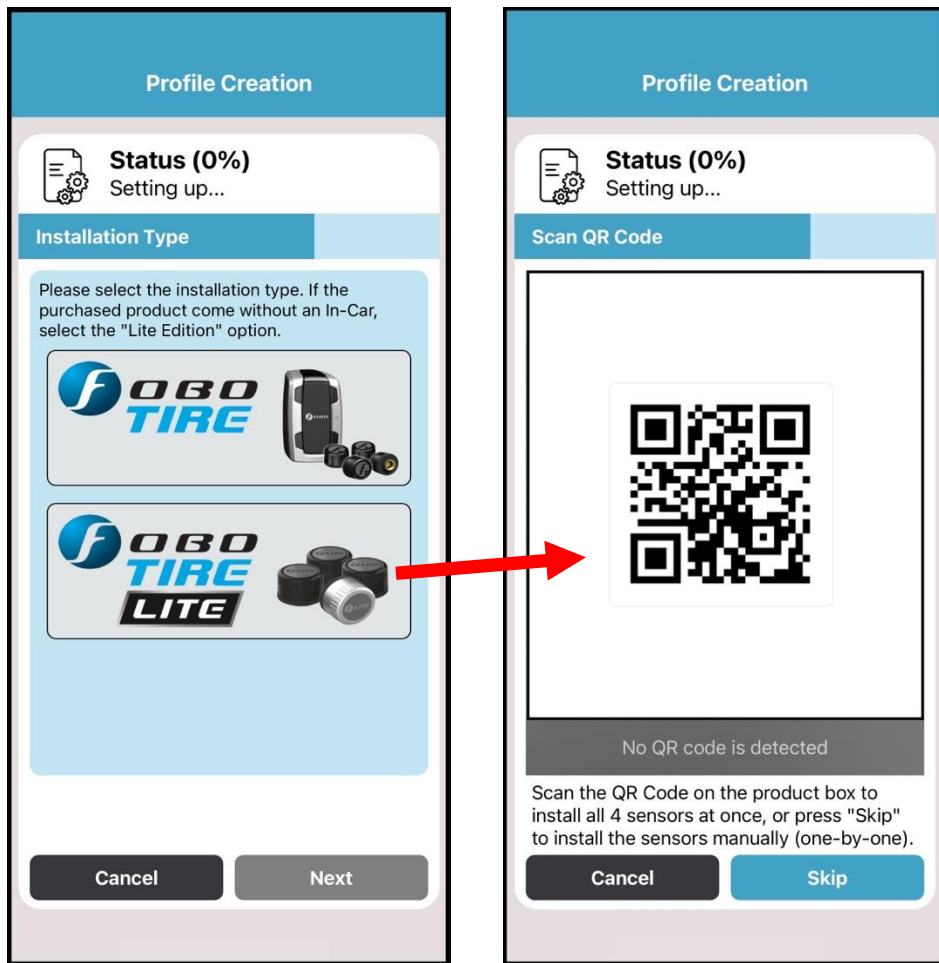 Profile Creation
Status (0%)
Setting up...
Installation Type
Please select the installation type. If the
purchased product come without an In-Car,
select the "Lite Edition" option.
FOBO
TIRE
FOBO
TIRE
LITE
Cancel
Next
Profile Creation
Status (0%)
Setting up...
Scan QR Code
No QR code is detected
Scan the QR Code on the product box to
install all 4 sensors at once, or press "Skip"
to install the sensors manually (one-by-one).
Cancel
Skip